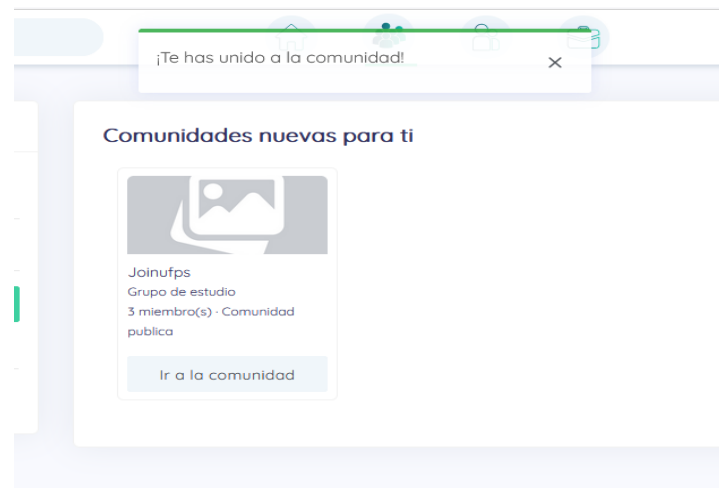 ¡Te has unido a la comunidad!
Comunidades nuevas para ti
Joinufps
Grupo de estudio
3 miembro(s) · Comunidad
publica
Ir a la comunidad